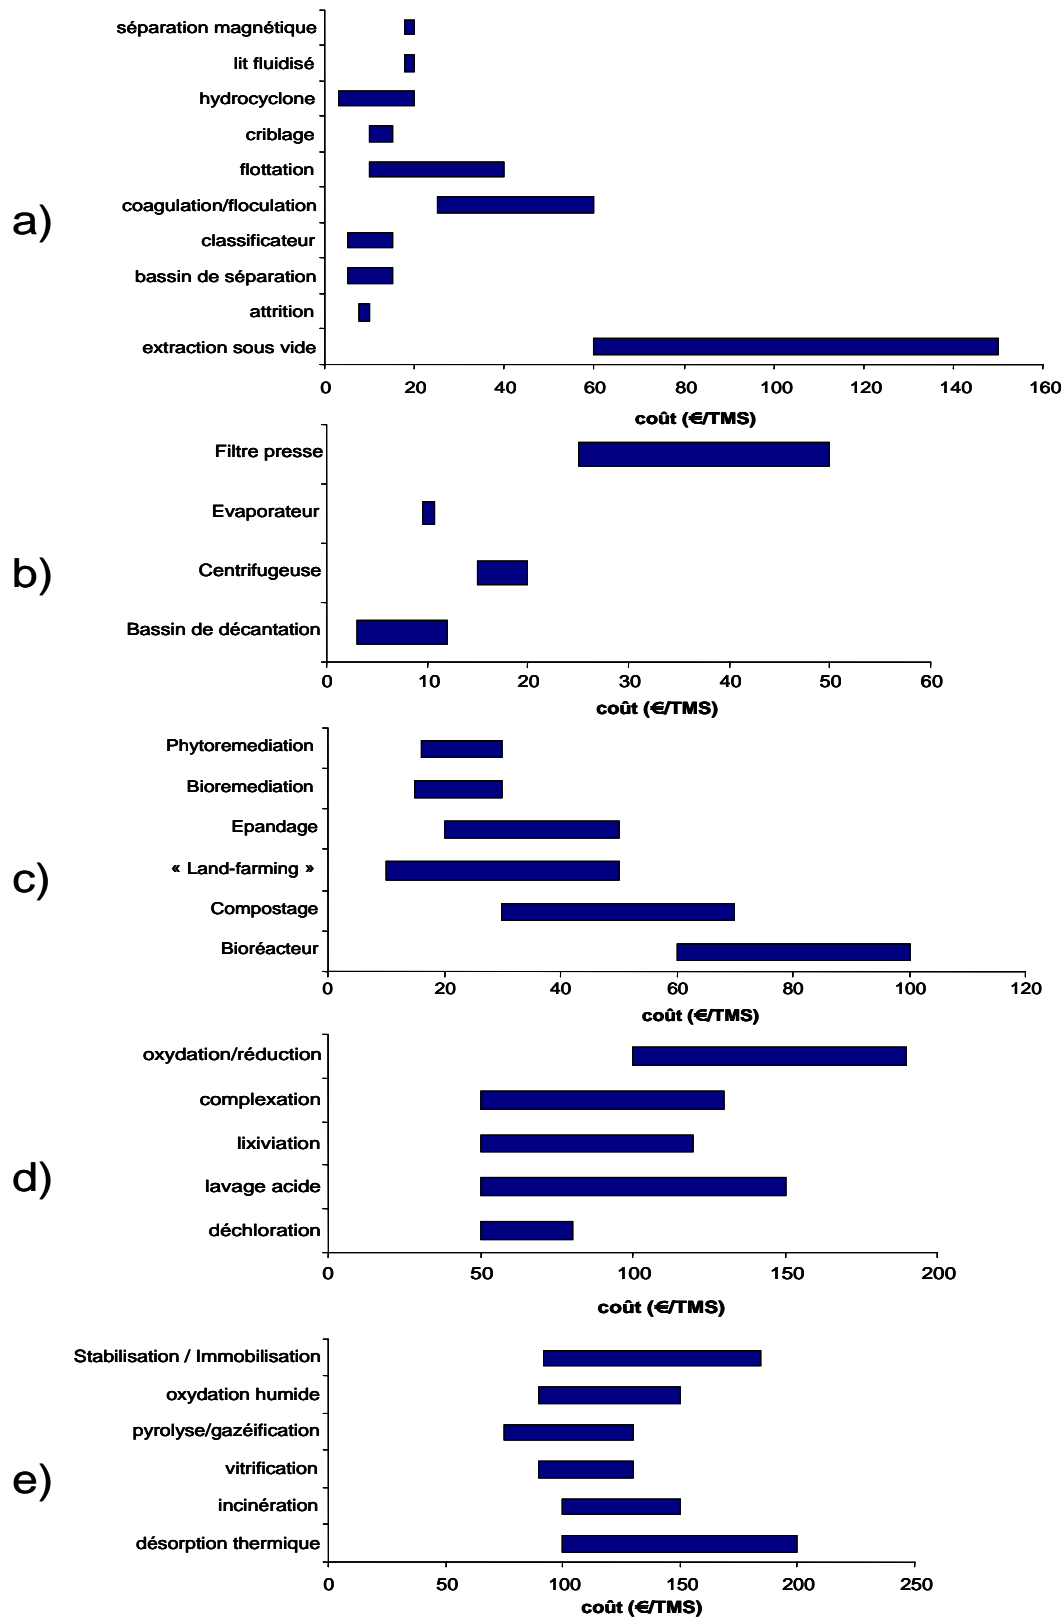 séparation magnétique
lit fluidisé
hydrocyclone
criblage
flottation
coagulation/floculation
a)
classificateur
bassin de séparation
attrition
extraction sous vide
0 20 40 60 80 100 120 140 160
coût (€/TMS)
Filtre presse
Evaporateur
b)
Centrifugeuse
Bassin de décantation
0 10 20 30 40 50 60
coût (€/TMS)
Phytoremediation
Bioremediation
Epandage
« Land-farming »
c)
Compostage
Bioréacteur
0 20 40 60 80 100 120
coût (€/TMS)
oxydation/réduction
complexation
lixiviation
d)
lavage acide
déchloration
0 50 100 150 200
coût (€/TMS)
Stabilisation / Immobilisation
oxydation humide
pyrolyse/gazéification
vitrification
e)
incinération
désorption thermique
0 50 100 150 200 250
coût (€/TMS)